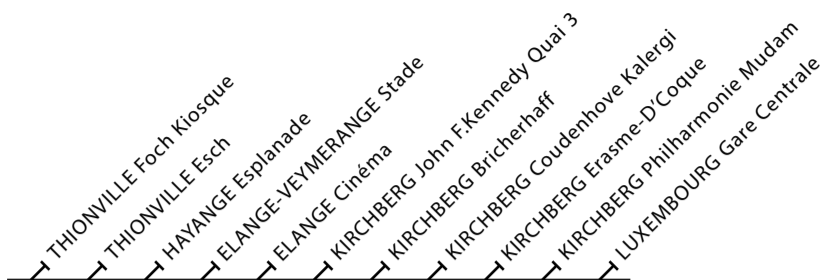 THIONVILLE Foch Kiosque
THIONVILLE Esch
HAYANGE Esplanade
ELANGE-VEYMERANGE Stade
ELANGE Cinéma
KIRCHBERG John F.Kennedy Quai 3
KIRCHBERG Bricherhaff
KIRCHBERG Coudenhove Kalergi
KIRCHBERG Erasme-D'Coque
KIRCHBERG Philharmonie Mudam
LUXEMBOURG Gare Centrale